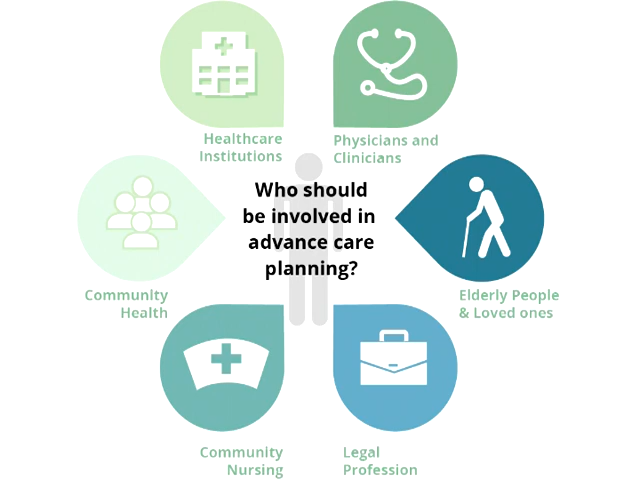 Healthcare
Institutions
Physicians and
Clinicians
Who should
be involved in
advance care
planning?
Community
Health
Elderly People
& Loved ones
Community
Nursing
Legal
Profession